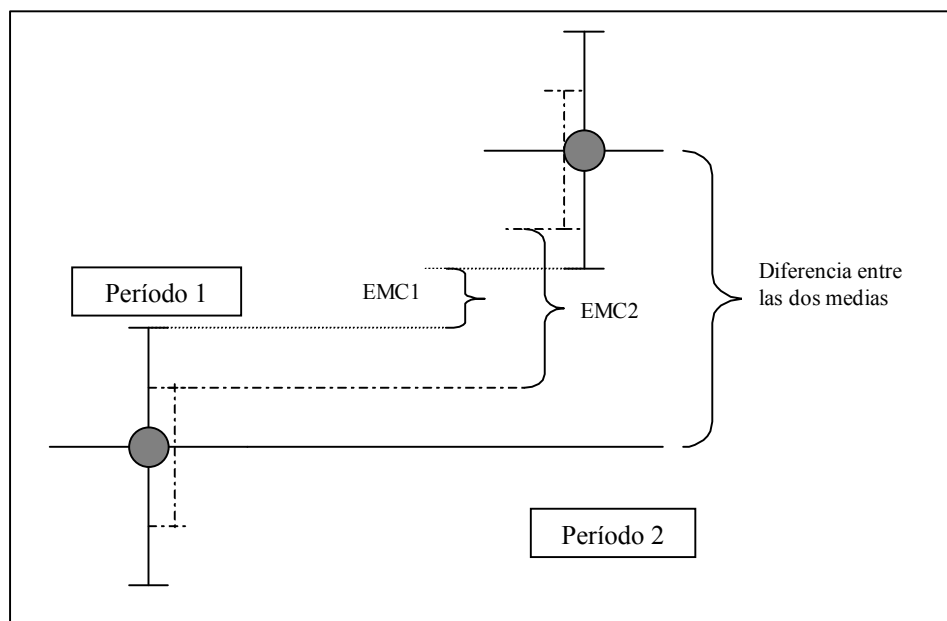 Período 1
EMC1
EMC2
Diferencia entre
las dos medias
Período 2